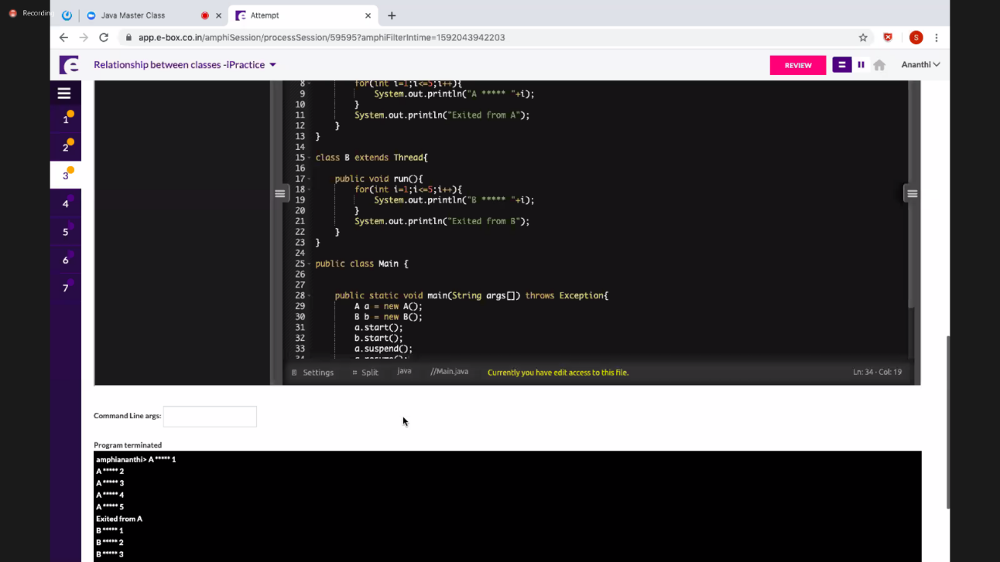 Recordin
Java Master Class
Attempt
app.e-box.co.in/amphiSession/processSession/59595?amphiFilterIntime=1592043942203
S
e
Relationship between classes -iPractice
REVIEW
Ananthi
1
2
3
4
5
6
7
8 for(int i=1;i<=5;i++){
9 System.out.println("A ***** "+i);
10 }
11 System.out.println("Exited from A");
12 }
13 }
14
15 class B extends Thread{
16
17 public void run(){
18 for(int i=1;i<=5;i++){
19 System.out.println("B ***** "+i);
20 }
21 System.out.println("Exited from B");
22 }
23 }
24
25 public class Main {
26
27
28 public static void main(String args[]) throws Exception{
29 A a = new A();
30 B b = new B();
31 a.start();
32 b.start();
33 a.suspend();
Settings Split java //Main.java Currently you have edit access to this file. Ln: 34 - Col: 19
Command Line args:
Program terminated
amphiananthi> A ***** 1
A ***** 2
A ***** 3
A ***** 4
A ***** 5
Exited from A
B ***** 1
B ***** 2
B ***** 3